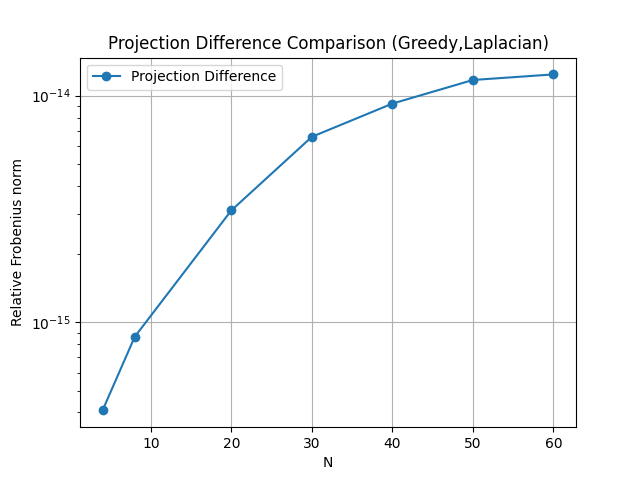 Projection Difference Comparison (Greedy,Laplacian)
Projection Difference
Relative Frobenius norm
10⁻¹⁴
10⁻¹⁵
10 20 30 40 50 60
N